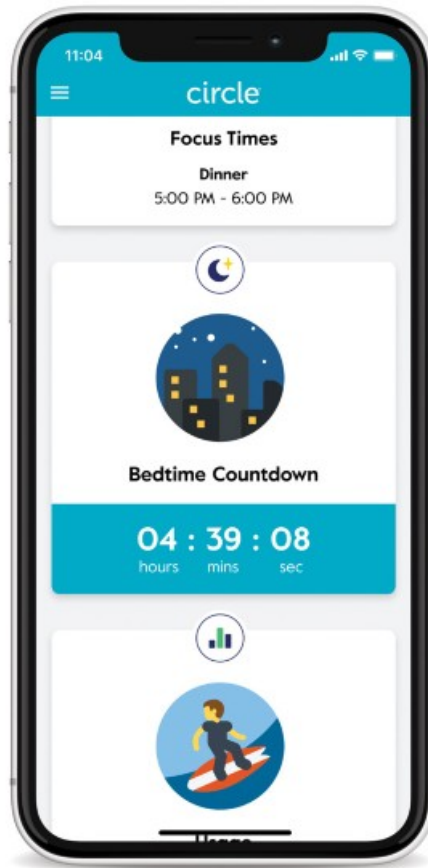 11:04
circle
Focus Times
Dinner
5:00 PM - 6:00 PM
Bedtime Countdown
04 : 39 : 08
hours mins sec
Usage